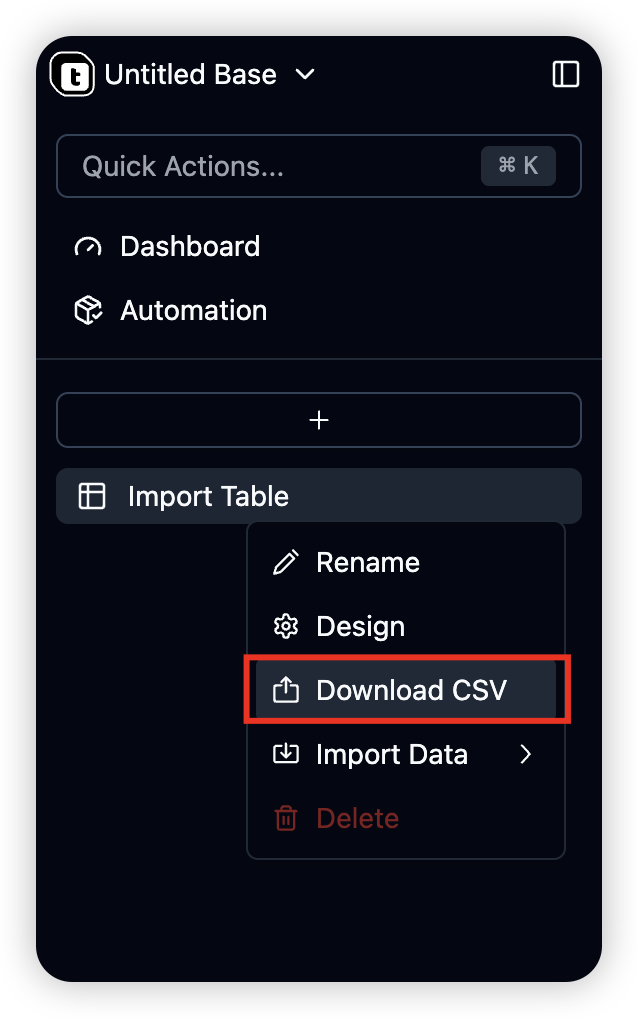 t Untitled Base
Quick Actions... ⌘ K
Dashboard
Automation
+
Import Table
Rename
Design
Download CSV
Import Data
Delete